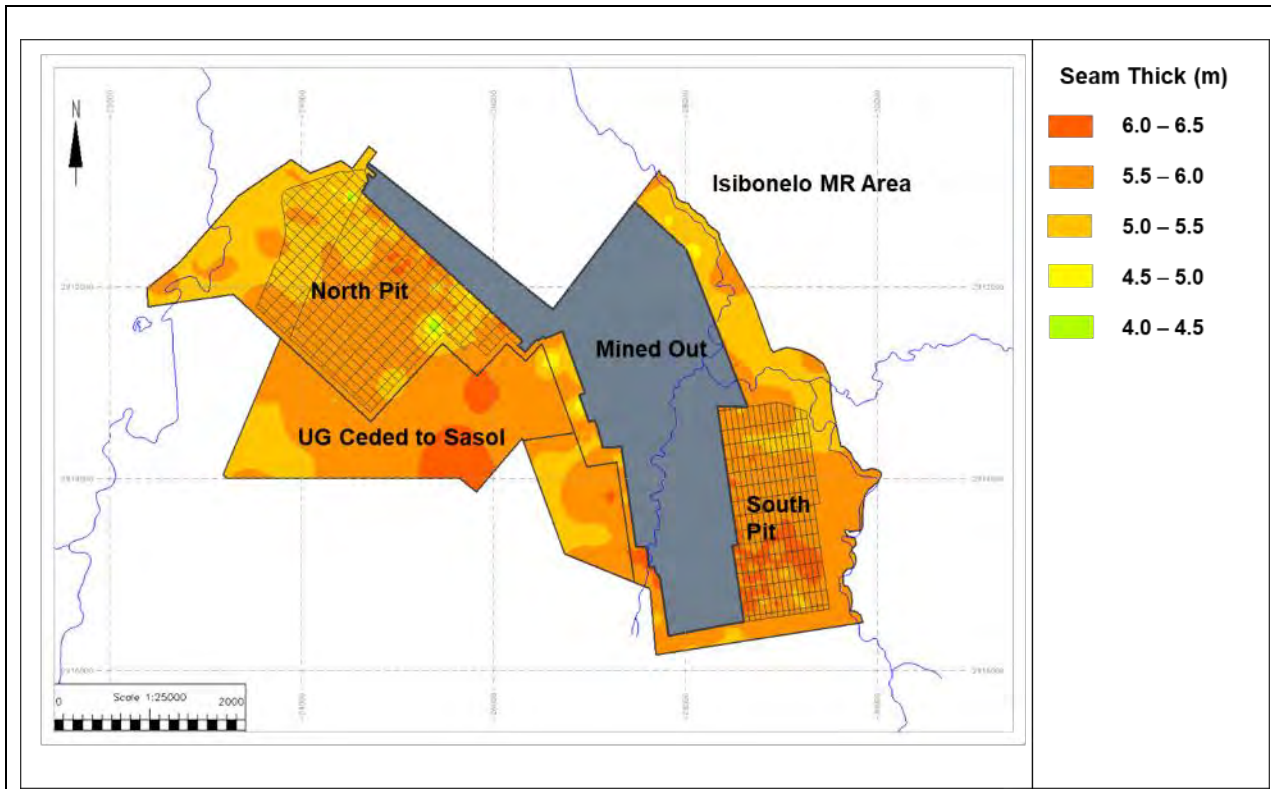 Seam Thick (m)
6.0 – 6.5
5.5 – 6.0
5.0 – 5.5
4.5 – 5.0
4.0 – 4.5
N
Isibonelo MR Area
North Pit
Mined Out
UG Ceded to Sasol
South
Pit
Scale 1:25000
0
2000